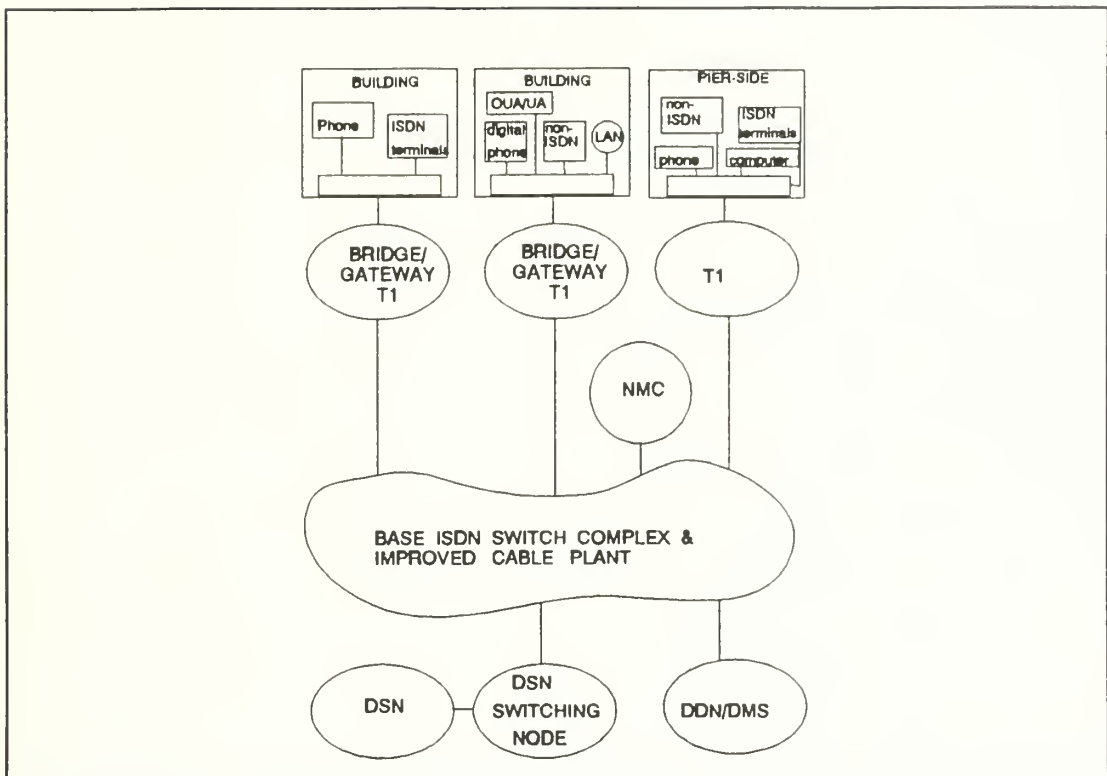 BUILDING
Phone
ISDN
terminals
BUILDING
OUA/UA
digital
phone
non-
ISDN
LAN
PIER-SIDE
non-
ISDN
ISDN
terminals
phone
computer
BRIDGE/
GATEWAY
T1
BRIDGE/
GATEWAY
T1
T1
NMC
BASE ISDN SWITCH COMPLEX &
IMPROVED CABLE PLANT
DSN
DSN
SWITCHING
NODE
DDN/DMS